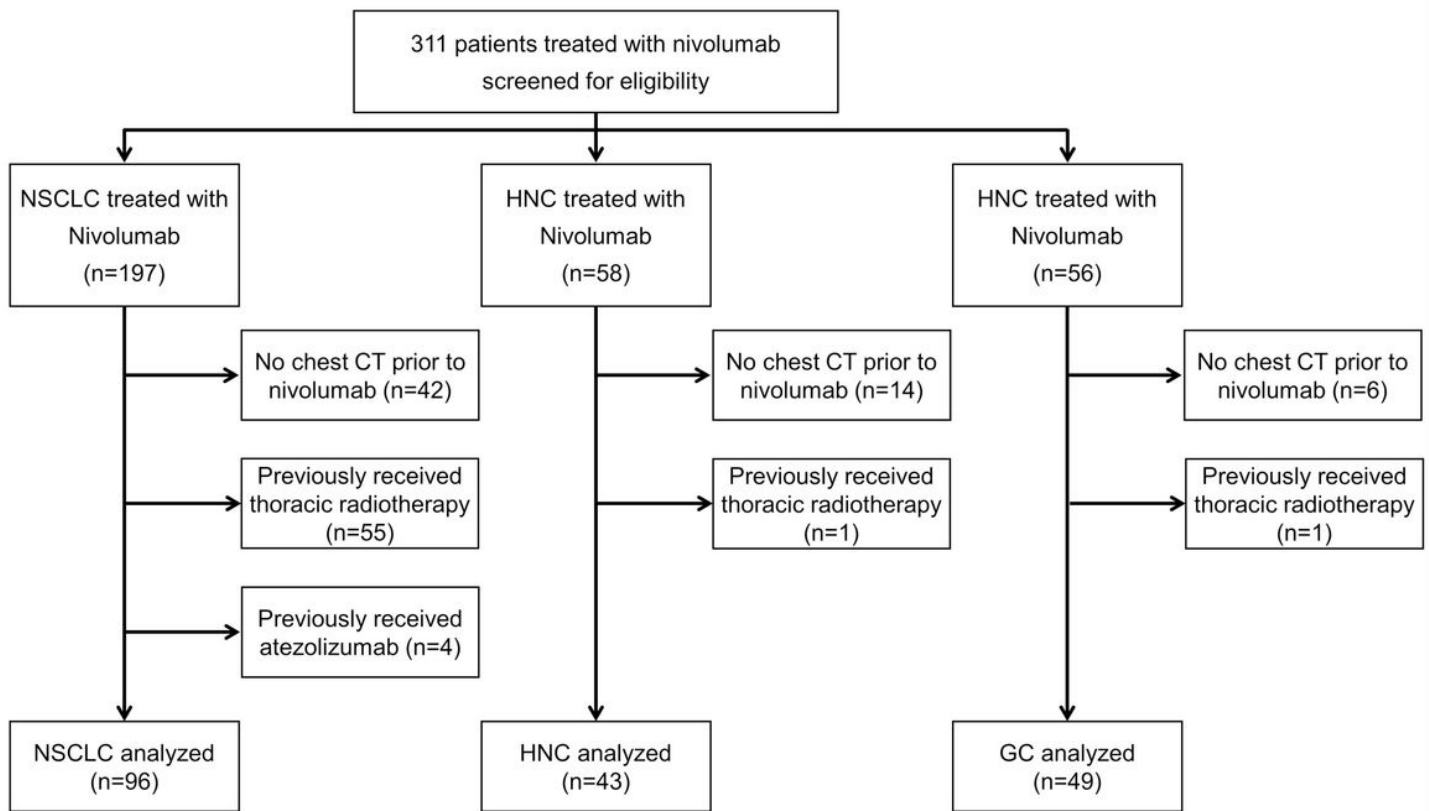 311 patients treated with nivolumab
screened for eligibility
NSCLC treated with
Nivolumab
(n=197)
HNC treated with
Nivolumab
(n=58)
HNC treated with
Nivolumab
(n=56)
No chest CT prior to
nivolumab (n=42)
No chest CT prior to
nivolumab (n=14)
No chest CT prior to
nivolumab (n=6)
Previously received
thoracic radiotherapy
(n=55)
Previously received
thoracic radiotherapy
(n=1)
Previously received
thoracic radiotherapy
(n=1)
Previously received
atezolizumab (n=4)
NSCLC analyzed
(n=96)
HNC analyzed
(n=43)
GC analyzed
(n=49)